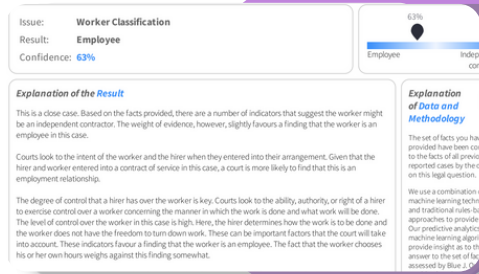 Issue: Worker Classification
Result: Employee
Confidence: 63%
63%
Employee
Indep
con
Explanation of the Result
This is a close case. Based on the facts provided, there are a number of indicators that suggest the worker might
be an independent contractor. The weight of evidence, however, slightly favours a finding that the worker is an
employee in this case.
Courts look to the intent of the worker and the hirer when they entered into their arrangement. Given that the
hirer and worker entered into a contract of service in this case, a court is more likely to find that this is an
employment relationship.
The degree of control that a hirer has over the worker is key. Courts look to the ability, authority, or right of a hirer
to exercise control over a worker concerning the manner in which the work is done and what work will be done.
The level of control over the worker in this case is high. Here, the hirer determines how the work is to be done and
the worker does not have the freedom to turn down work. These can be important factors that the court will take
into account. These indicators favour a finding that the worker is an employee. The fact that the worker chooses
his or her own hours weighs against this finding somewhat.
Explanation
of Data and
Methodology
The set of facts you hav
provided have been co
to the facts of all previo
reported cases by the c
on this legal question.
We use a combination o
machine learning techn
and traditional rules-ba
approaches to provide
Our predictive analytics
machine learning algori
provide insight as to th
answer to the set of fac
assessed by Blue J. O